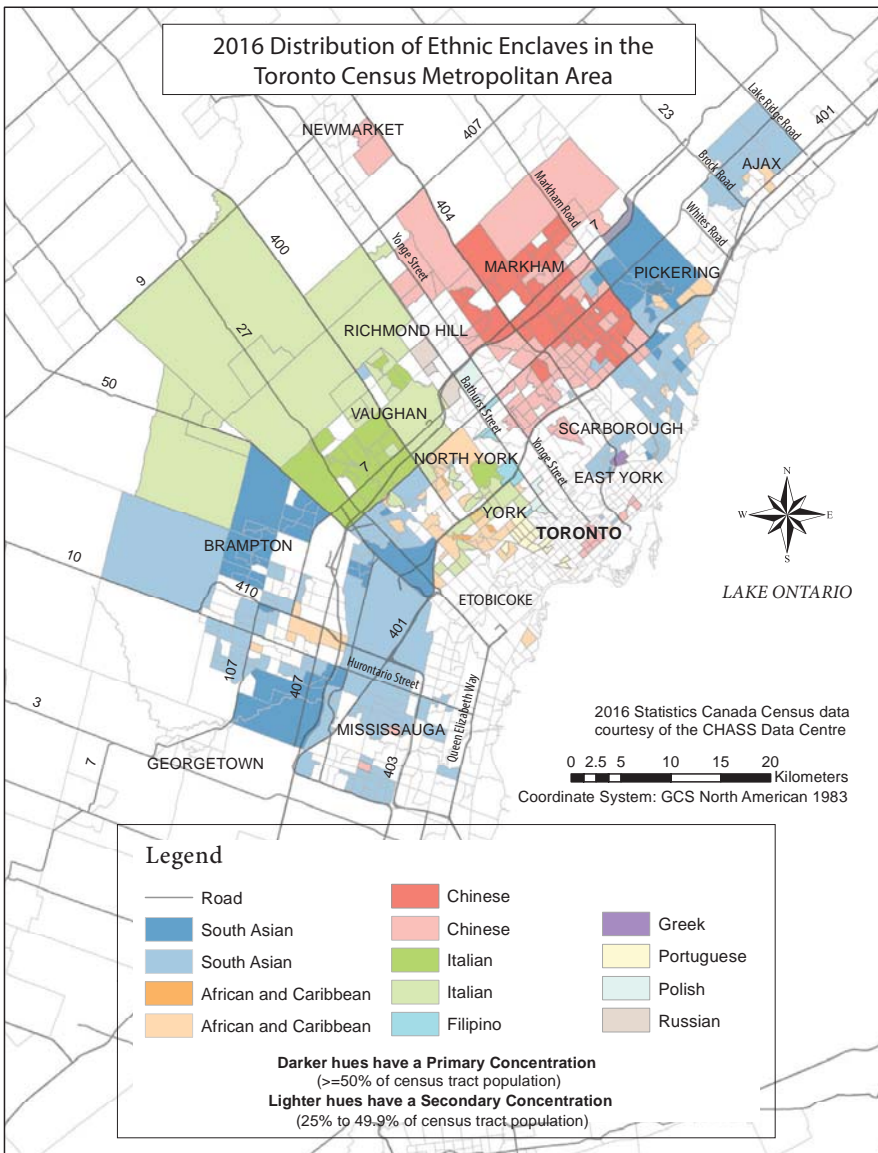 2016 Distribution of Ethnic Enclaves in the
Toronto Census Metropolitan Area
NEWMARKET
407
23
Lake Ridge Road
401
Brock Road
AJAX
Markham Road
7
Whites Road
404
400
Yonge Street
MARKHAM
PICKERING
9
27
RICHMOND HILL
50
Bathurst Street
VAUGHAN
SCARBOROUGH
7
NORTH YORK
Yonge Street
EAST YORK
YORK
TORONTO
N
W
E
S
BRAMPTON
10
410
ETOBICOKE
LAKE ONTARIO
401
107
407
Hurontario Street
3
Queen Elizabeth Way
MISSISSAUGA
GEORGETOWN
7
403
2016 Statistics Canada Census data
courtesy of the CHASS Data Centre
0 2.5 5 10 15 20
Kilometers
Coordinate System: GCS North American 1983
Legend
Road
South Asian
South Asian
African and Caribbean
African and Caribbean
Chinese
Chinese
Italian
Italian
Filipino
Greek
Portuguese
Polish
Russian
Darker hues have a Primary Concentration
(>=50% of census tract population)
Lighter hues have a Secondary Concentration
(25% to 49.9% of census tract population)